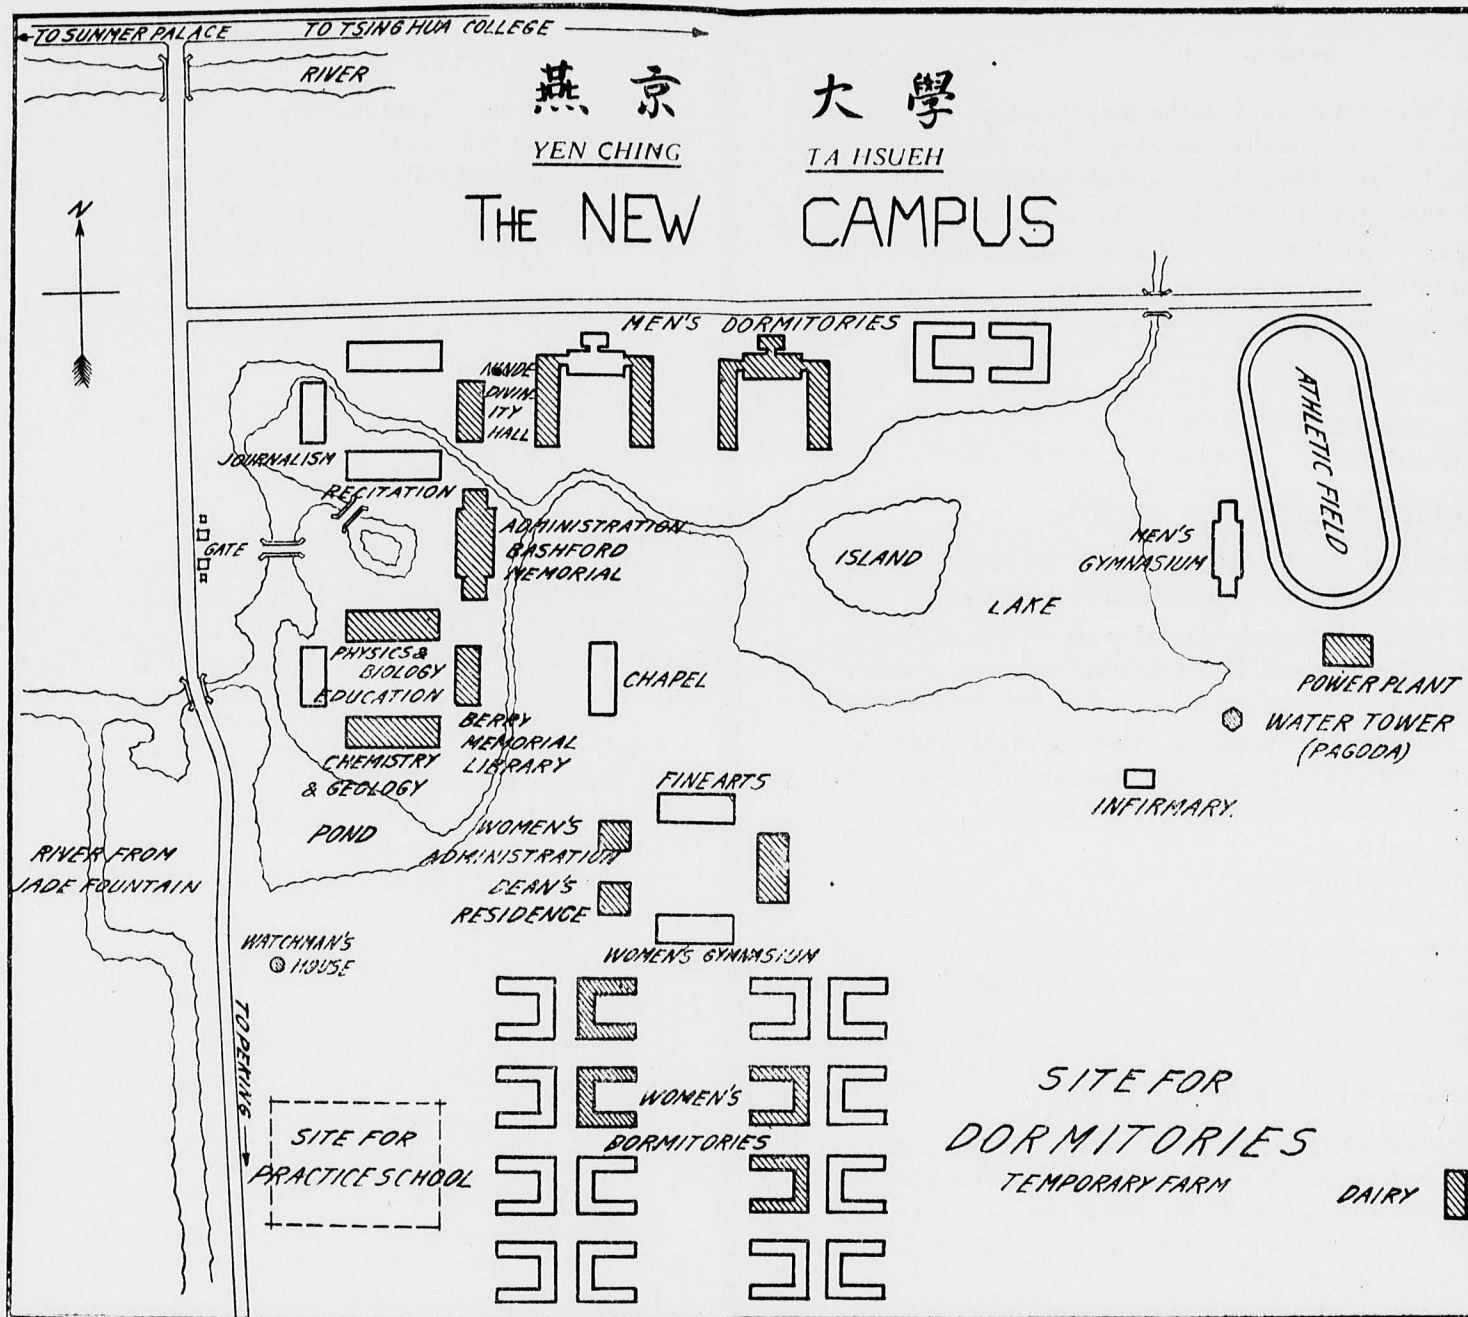 TO SUMMER PALACE
TO TSING HUA COLLEGE
RIVER
燕京 大學
YEN CHING TA HSUEH
THE NEW CAMPUS
N
MEN'S DORMITORIES
NINDE
DIVIN-
ITY
HALL
JOURNALISM
RECITATION
ADMINISTRATION
BASHFORD
MEMORIAL
GATE
ISLAND
LAKE
MEN'S
GYMNASIUM
ATHLETIC FIELD
PHYSICS &
BIOLOGY
EDUCATION
CHEMISTRY
& GEOLOGY
BERRY
MEMORIAL
LIBRARY
CHAPEL
POWER PLANT
WATER TOWER
(PAGODA)
INFIRMARY.
FINE ARTS
POND
WOMEN'S
ADMINISTRATION
DEAN'S
RESIDENCE
RIVER FROM
JADE FOUNTAIN
WATCHMAN'S
HOUSE
WOMEN'S GYMNASIUM
TO PEKING
SITE FOR
PRACTICE SCHOOL
WOMEN'S
DORMITORIES
SITE FOR
DORMITORIES
TEMPORARY FARM
DAIRY